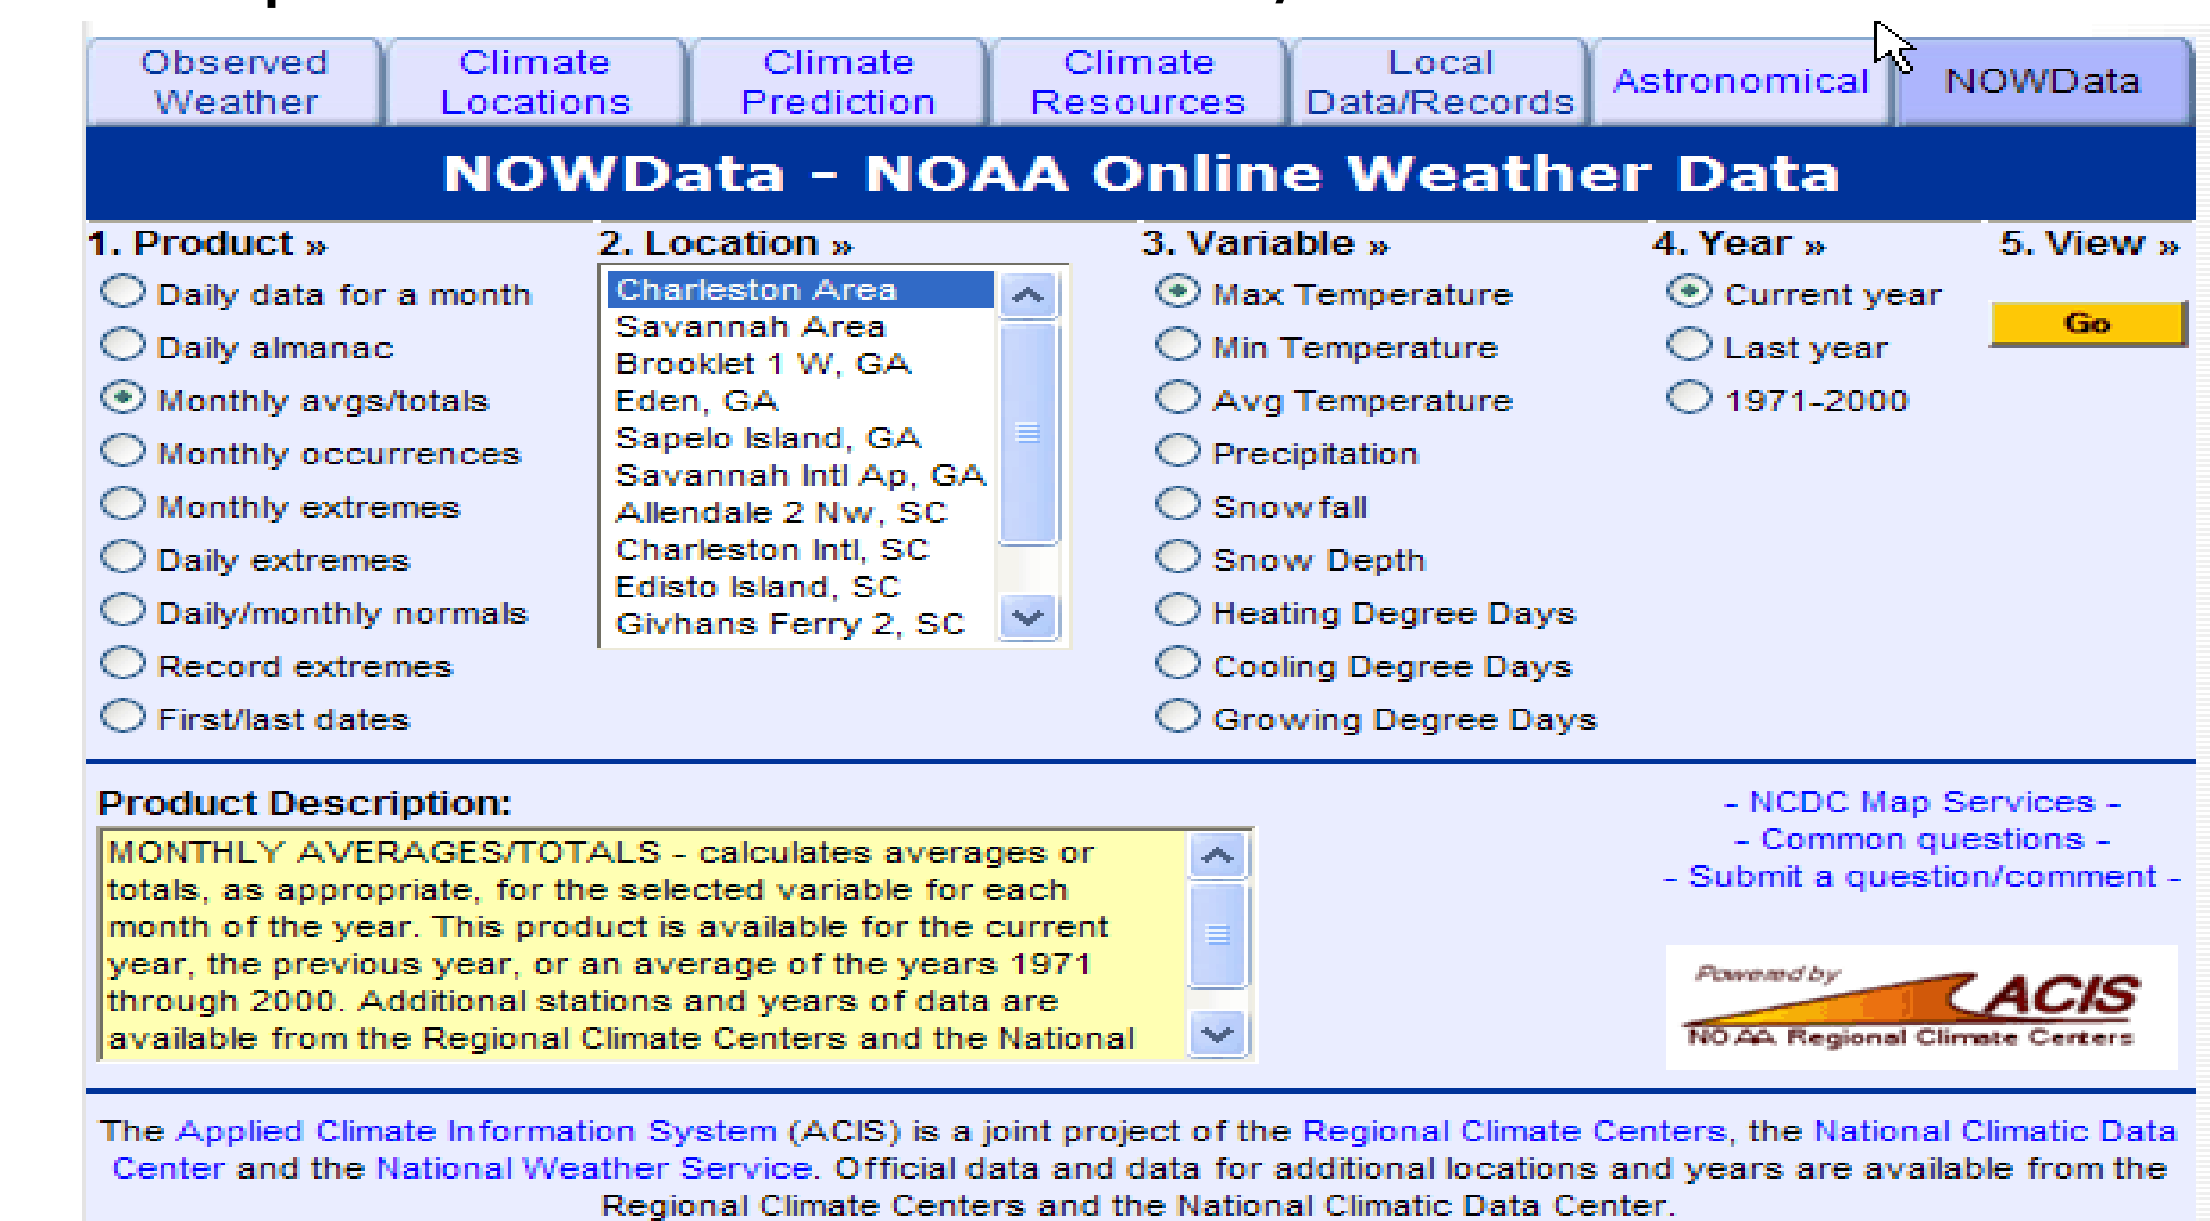 Observed Weather
Climate Locations
Climate Prediction
Climate Resources
Local Data/Records
Astronomical
NOWData
NOWData - NOAA Online Weather Data
1. Product »
Daily data for a month
Daily almanac
Monthly avgs/totals
Monthly occurrences
Monthly extremes
Daily extremes
Daily/monthly normals
Record extremes
First/last dates
2. Location »
Charleston Area
Savannah Area
Brooklet 1 W, GA
Eden, GA
Sapelo Island, GA
Savannah Intl Ap, GA
Allendale 2 Nw, SC
Charleston Intl, SC
Edisto Island, SC
Givhans Ferry 2, SC
3. Variable »
Max Temperature
Min Temperature
Avg Temperature
Precipitation
Snowfall
Snow Depth
Heating Degree Days
Cooling Degree Days
Growing Degree Days
4. Year »
Current year
Last year
1971-2000
5. View »
Go
Product Description:
MONTHLY AVERAGES/TOTALS - calculates averages or
totals, as appropriate, for the selected variable for each
month of the year. This product is available for the current
year, the previous year, or an average of the years 1971
through 2000. Additional stations and years of data are
available from the Regional Climate Centers and the National
- NCDC Map Services -
- Common questions -
- Submit a question/comment -
Powered by
ACIS
NOAA Regional Climate Centers
The Applied Climate Information System (ACIS) is a joint project of the Regional Climate Centers, the National Climatic Data
Center and the National Weather Service. Official data and data for additional locations and years are available from the
Regional Climate Centers and the National Climatic Data Center.